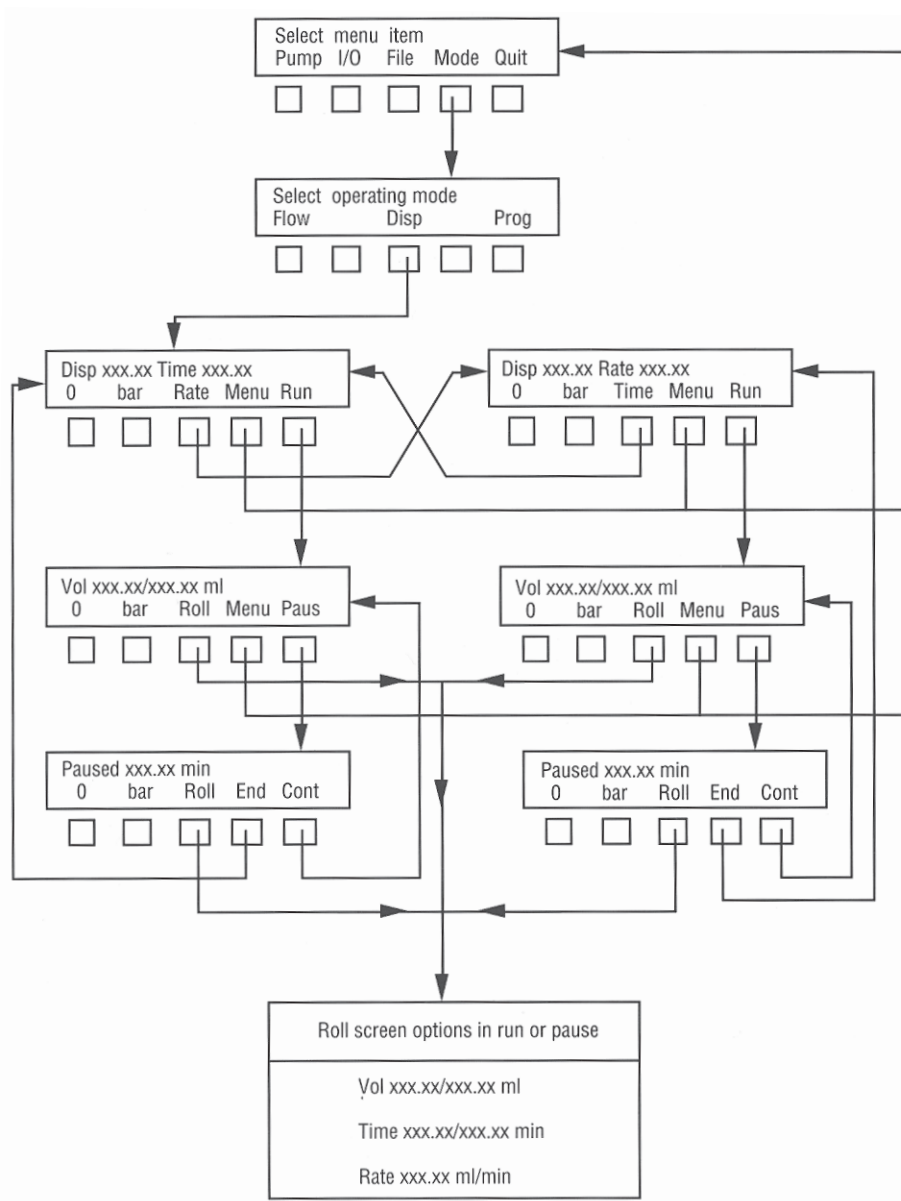 Select menu item
Pump I/O File Mode Quit
Select operating mode
Flow Disp Prog
Disp xxx.xx Time xxx.xx
0 bar Rate Menu Run
Disp xxx.xx Rate xxx.xx
0 bar Time Menu Run
Vol xxx.xx/xxx.xx ml
0 bar Roll Menu Paus
Vol xxx.xx/xxx.xx ml
0 bar Roll Menu Paus
Paused xxx.xx min
0 bar Roll End Cont
Paused xxx.xx min
0 bar Roll End Cont
Roll screen options in run or pause
Vol xxx.xx/xxx.xx ml
Time xxx.xx/xxx.xx min
Rate xxx.xx ml/min